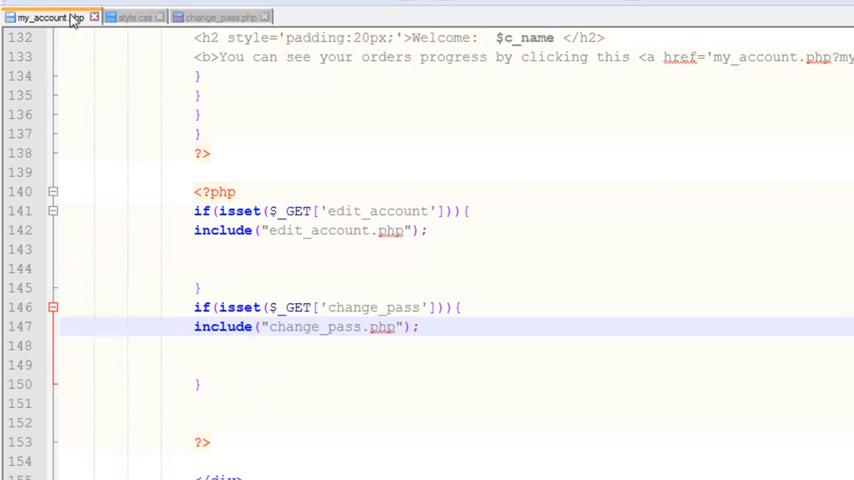 my_account.php style.css change_pass.php
132 <h2 style='padding:20px;'>Welcome: $c_name </h2>
133 <b>You can see your orders progress by clicking this <a href='my_account.php?my
134 }
135 }
136 }
137 }
138 ?>
139
140 <?php
141 if(isset($_GET['edit_account'])){
142 include("edit_account.php");
143
144
145 }
146 if(isset($_GET['change_pass'])){
147 include("change_pass.php");
148
149
150 }
151
152
153 ?>
154
155 </div>